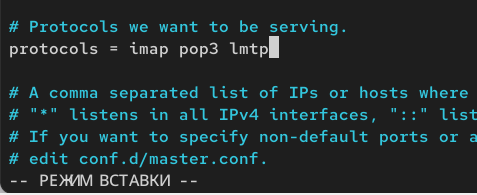 # Protocols we want to be serving.
protocols = imap pop3 lmtp
# A comma separated list of IPs or hosts where
# "*" listens in all IPv4 interfaces, "::" list
# If you want to specify non-default ports or a
# edit conf.d/master.conf.
-- РЕЖИМ ВСТАВКИ --